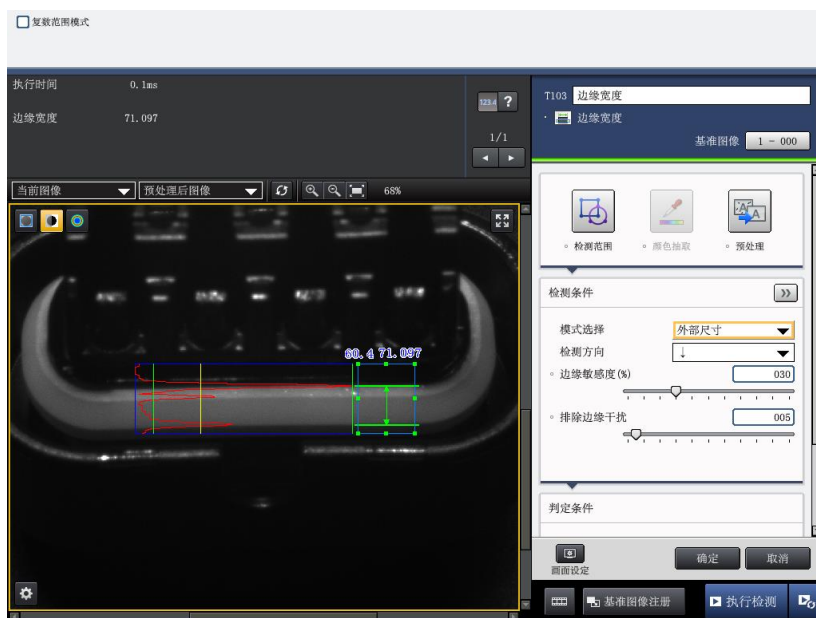 复数范围模式
执行时间 0.1ms
边缘宽度 71.097
123.4 ?
1/1
T103 边缘宽度
边缘宽度
基准图像 1 - 000
当前图像 预处理后图像 68%
检测范围 颜色抽取 预处理
60.4 71.097
检测条件
模式选择 外部尺寸
检测方向 ↓
边缘敏感度(%) 030
排除边缘干扰 005
判定条件
画面设定 确定 取消
基准图像注册 执行检测